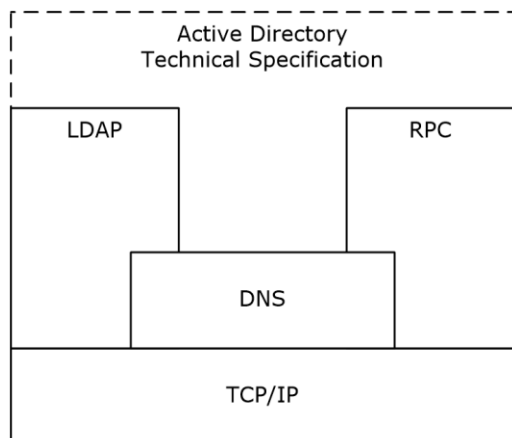 Active Directory
Technical Specification
LDAP
RPC
DNS
TCP/IP